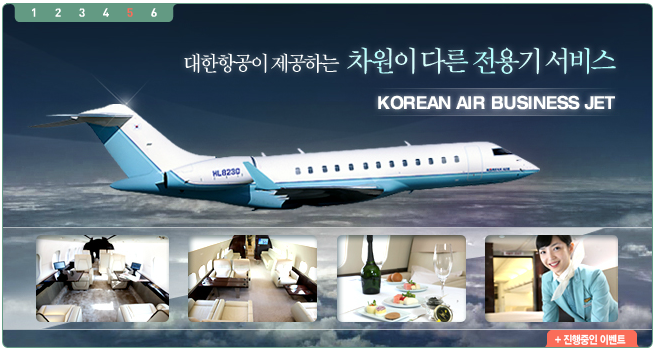 1 2 3 4 5 6
대한항공이 제공하는 차원이 다른 전용기 서비스
KOREAN AIR BUSINESS JET
HL8230
KOREAN AIR
+ 진행중인 이벤트